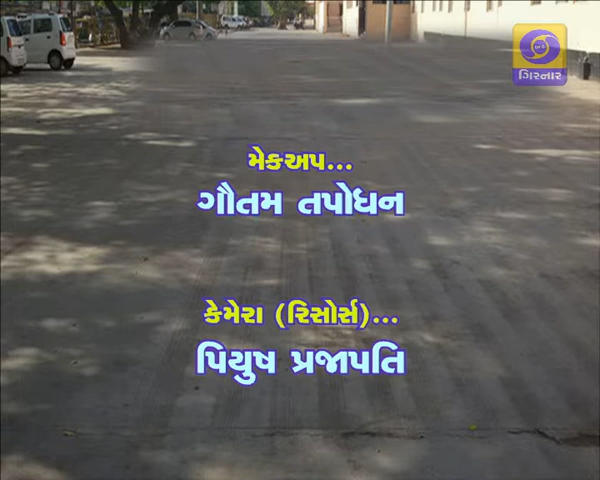 ગિરનાર
મેકઅપ...
ગૌતમ તપોધન
કેમેરા (રિસોર્સ)...
પિયુષ પ્રજાપતિ